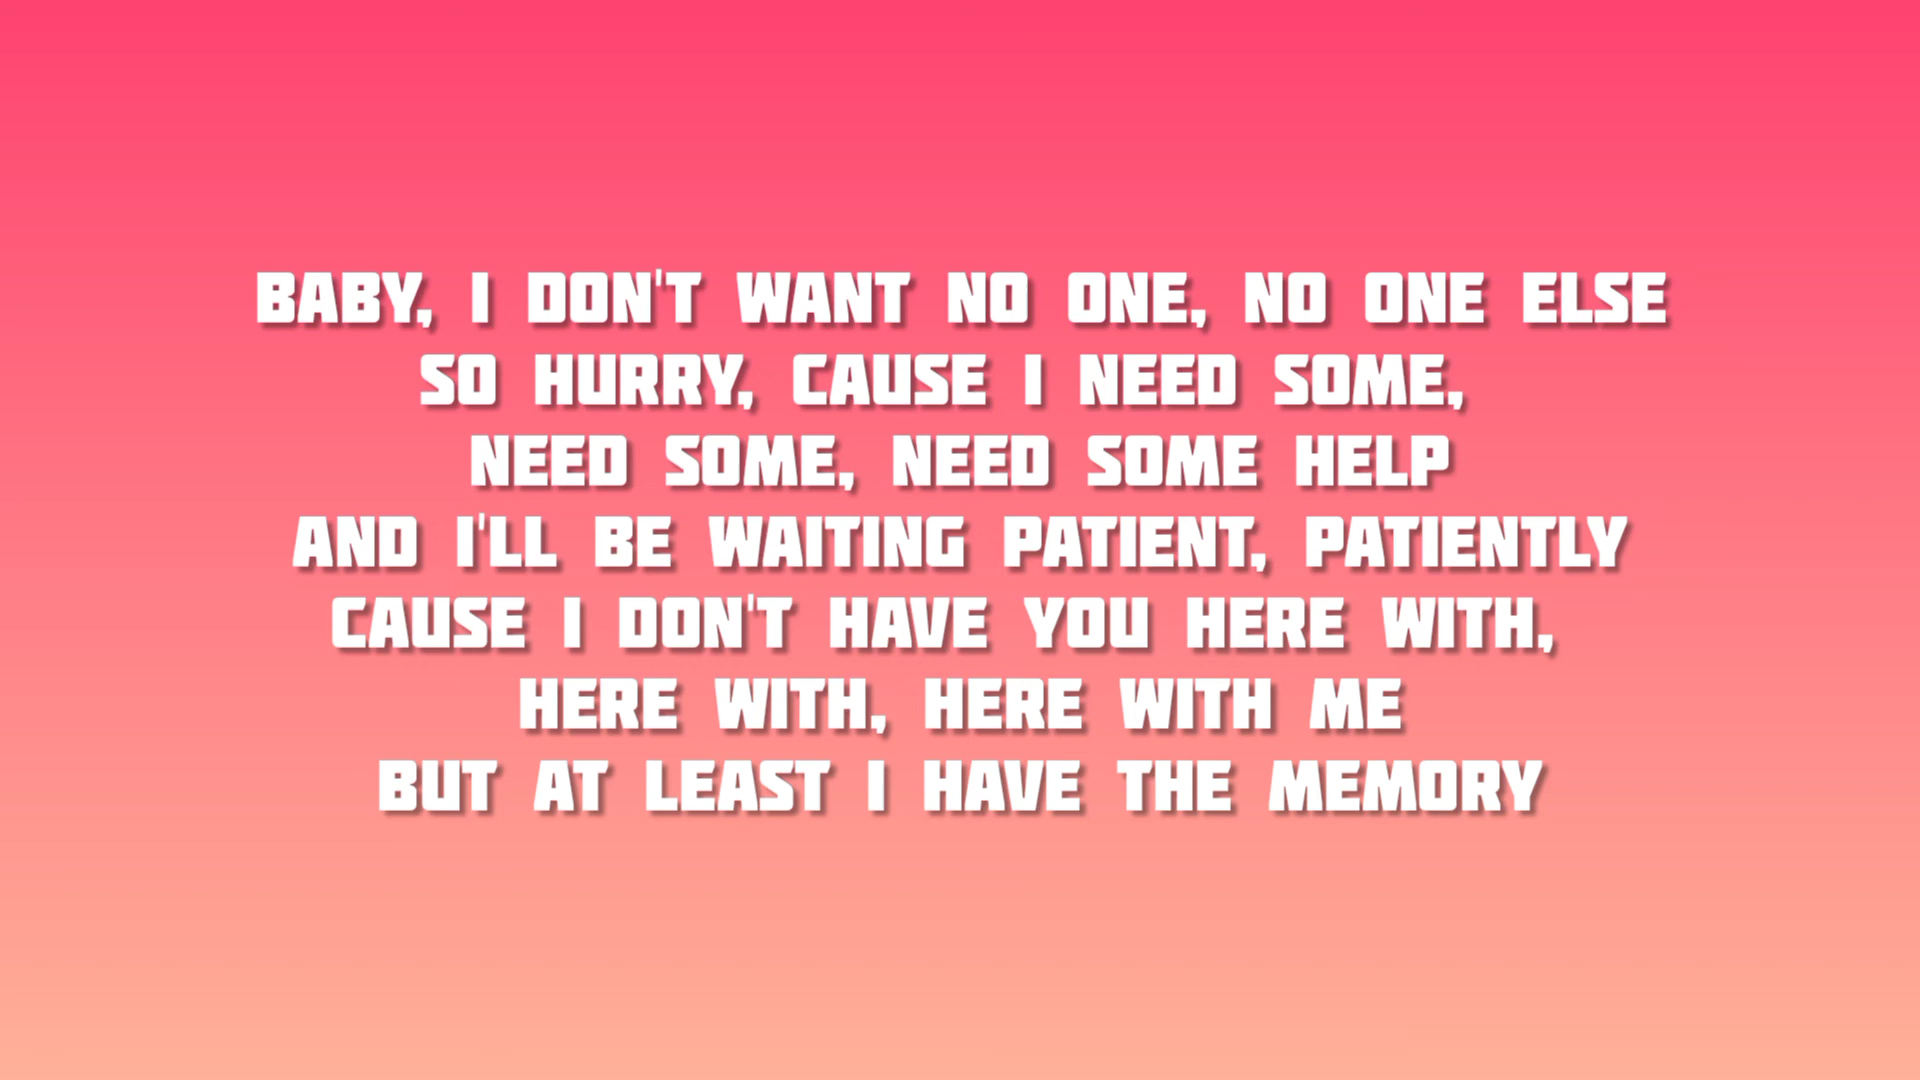 BABY, I DON'T WANT NO ONE, NO ONE ELSE
SO HURRY, CAUSE I NEED SOME,
NEED SOME, NEED SOME HELP
AND I'LL BE WAITING PATIENT, PATIENTLY
CAUSE I DON'T HAVE YOU HERE WITH,
HERE WITH, HERE WITH ME
BUT AT LEAST I HAVE THE MEMORY